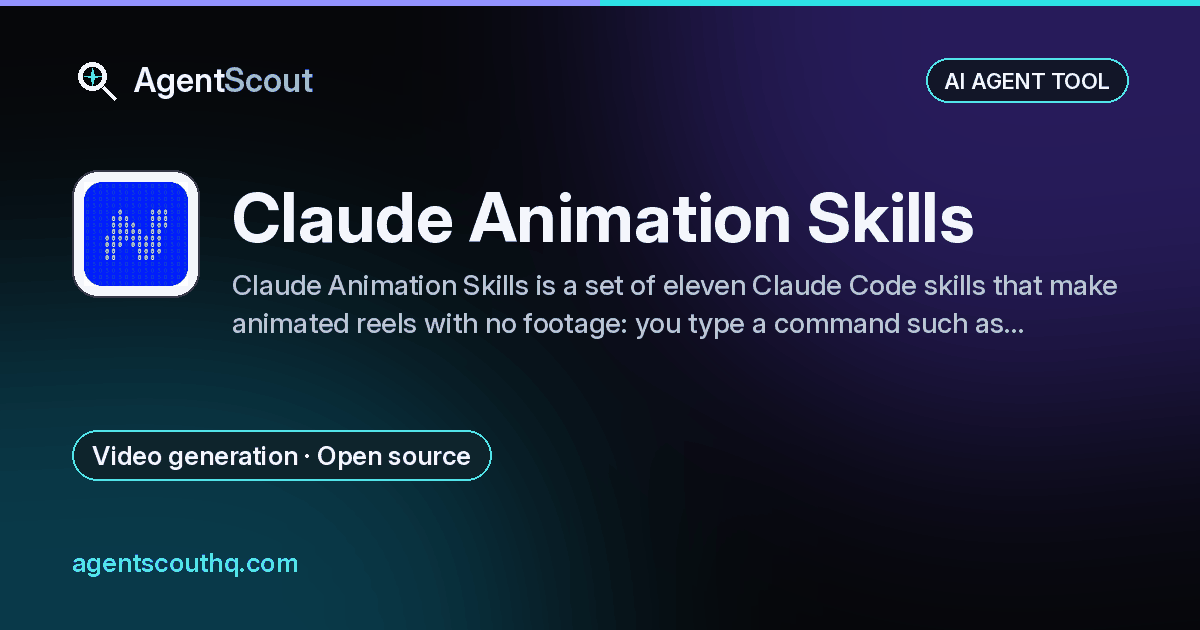 AgentScout
AI AGENT TOOL
Claude Animation Skills
Claude Animation Skills is a set of eleven Claude Code skills that make
animated reels with no footage: you type a command such as...
Video generation · Open source
agentscouthq.com